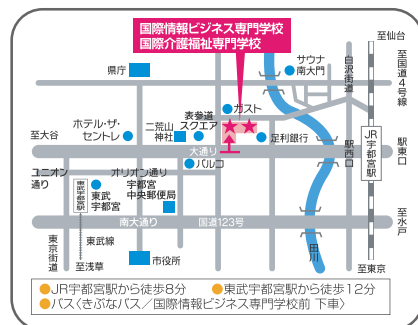 国際情報ビジネス専門学校
国際介護福祉専門学校
至仙台
県庁
サウナ
南大門
白沢街道
至国道4号線
ガスト
表参道
スクエア
ホテル・ザ・
セントレ
二荒山
神社
足利銀行
JR宇都宮駅
駅西口
駅東口
至大谷
大通り
パルコ
ユニオン
通り
オリオン通り
東武宇都宮駅
東武
宇都宮
宇都宮
中央郵便局
南大通り
国道123号
至水戸
東京街道
東武線
田川
至浅草
市役所
至東京
●JR宇都宮駅から徒歩8分 ●東武宇都宮駅から徒歩12分
●バス〈きぶなバス/国際情報ビジネス専門学校前 下車〉